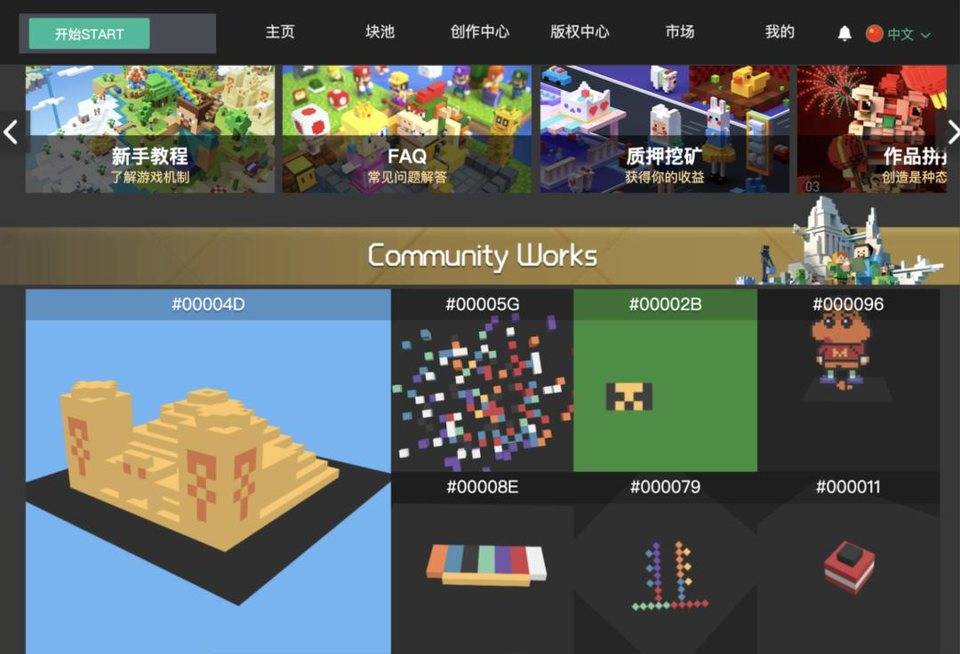 开始START
主页
块池
创作中心
版权中心
市场
我的
中文
新手教程
了解游戏机制
FAQ
常见问题解答
质押挖矿
获得你的收益
作品拼
创造是种态
03
Community Works
#00004D
#00005G
#00002B
#000096
M
#00008E
#000079
#000011